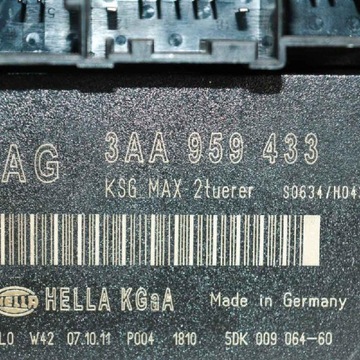 AG 3AA 959 433
KSG MAX 2tuerer S0634/H04
HELLA HELLA KGaA Made in Germany
LO W42 07.10.11 P004 1810 5DK 009 064-60